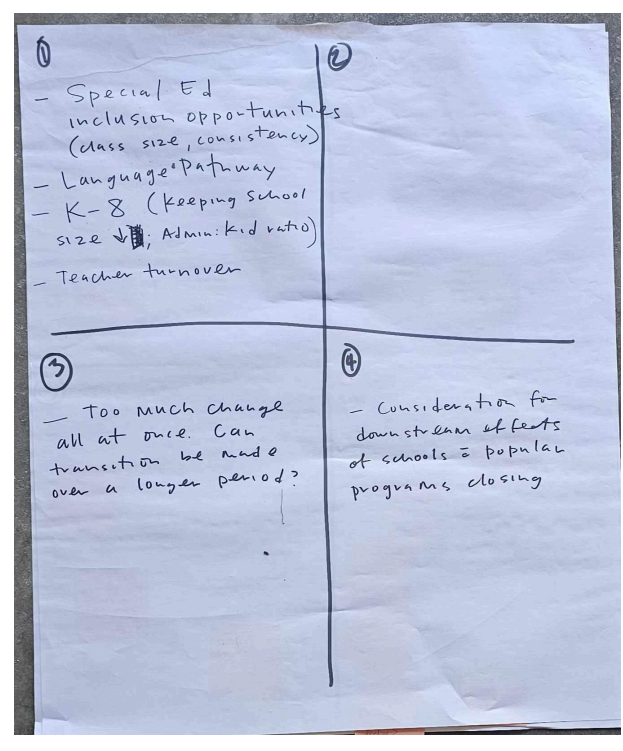 ①
- Special Ed
inclusion opportunities
(class size, consistency)
- Language Pathway
- K-8 (Keeping School
size ↓; Admin: Kid ratio)
- Teacher turnover
②
③
- Too much change
all at once. Can
transition be made
over a longer period?
④
- Consideration for
downstream effects
of schools c̄ popular
programs closing